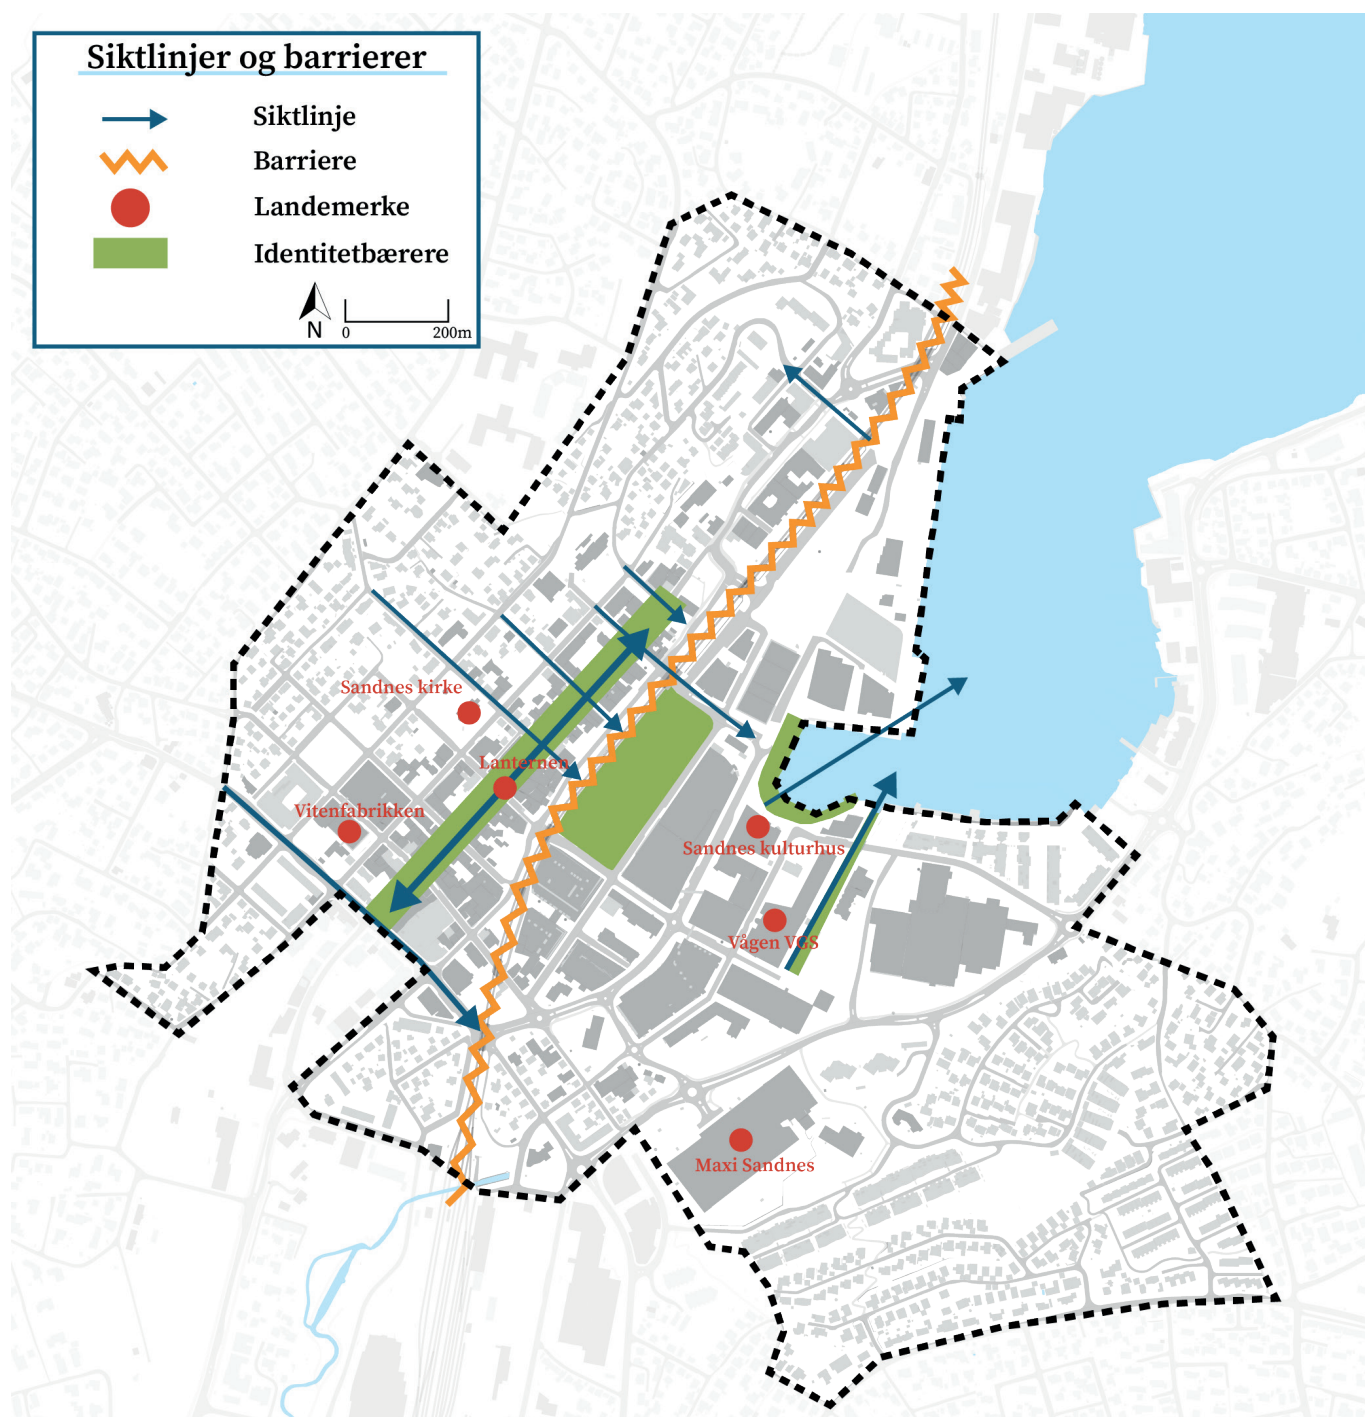 Siktlinjer og barrierer
Siktlinje
Barriere
Landemerke
Identitetbærere
N
0
200m
Sandnes kirke
Lanternen
Vitenfabrikken
Sandnes kulturhus
Vågen VGS
Maxi Sandnes